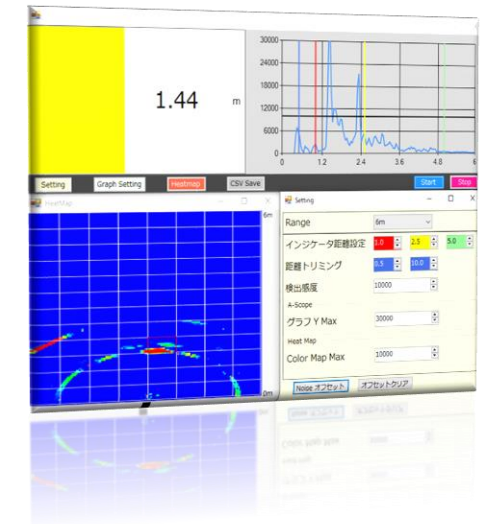 1.44 m
30000
24000
18000
12000
6000
0 1.2 2.4 3.6 4.8 6
Setting Graph Setting Heatmap CSV Save Start Stop
HeatMap
6m
0m
Setting
Range 6m
インジケータ距離設定 1.0 2.5 5.0
距離トリミング 0.5 10.0
検出感度 10000
A-Scope
グラフ Y Max 30000
Heat Map
Color Map Max 10000
Noise オフセット オフセットクリア